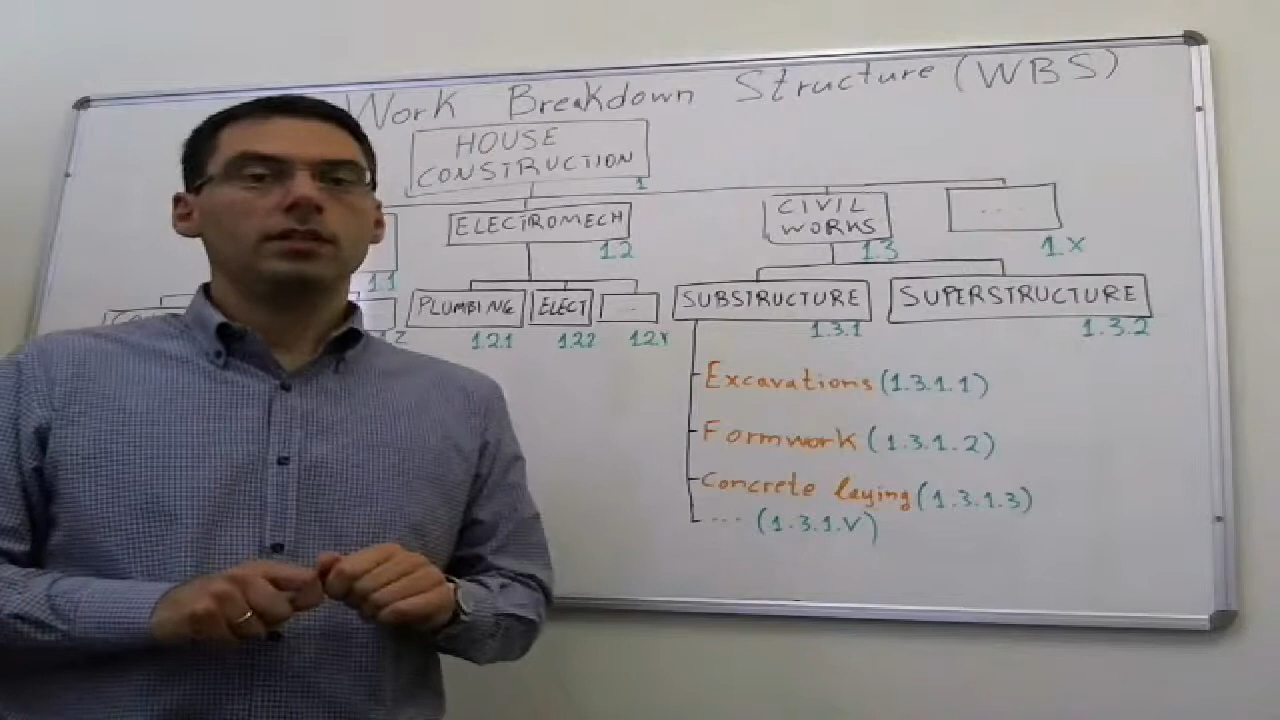 Work Breakdown Structure (WBS)
HOUSE
CONSTRUCTION
1
1.1
ELECTROMECH
1.2
CIVIL
WORKS
1.3
...
1.X
PLUMBING
1.2.1
ELECT
1.2.2
...
SUBSTRUCTURE
1.3.1
SUPERSTRUCTURE
1.3.2
Excavations (1.3.1.1)
Formwork (1.3.1.2)
Concrete laying (1.3.1.3)
.... (1.3.1.V)